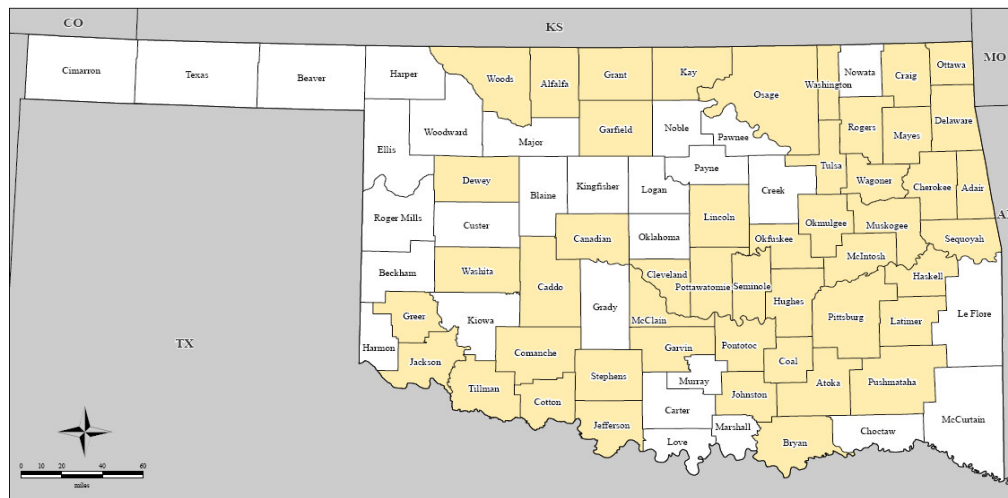 CO
KS
MO
Cimarron
Texas
Beaver
Harper
Woods
Alfalfa
Grant
Kay
Osage
Washington
Nowata
Craig
Ottawa
Woodward
Major
Garfield
Noble
Pawnee
Rogers
Mayes
Delaware
Ellis
Dewey
Blaine
Kingfisher
Logan
Payne
Creek
Tulsa
Wagoner
Cherokee
Adair
Roger Mills
Custer
Canadian
Oklahoma
Lincoln
Okfuskee
Okmulgee
Muskogee
Sequoyah
Beckham
Washita
Caddo
Grady
Cleveland
Pottawatomie
Seminole
McIntosh
Haskell
Hughes
Greer
Kiowa
McClain
Pittsburg
Latimer
Le Flore
TX
Harmon
Jackson
Comanche
Garvin
Pontotoc
Coal
Tillman
Cotton
Stephens
Murray
Johnston
Atoka
Pushmataha
Carter
Jefferson
Love
Marshall
Bryan
Choctaw
McCurtain
0 10 20 40 60
miles